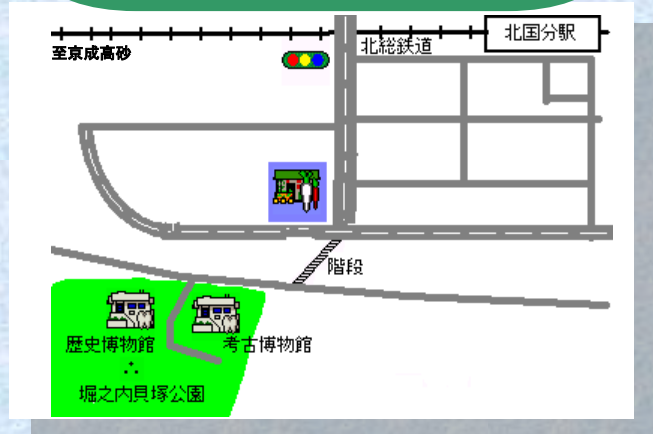 北国分駅
北総鉄道
至京成高砂
階段
歴史博物館
考古博物館
堀之内貝塚公園